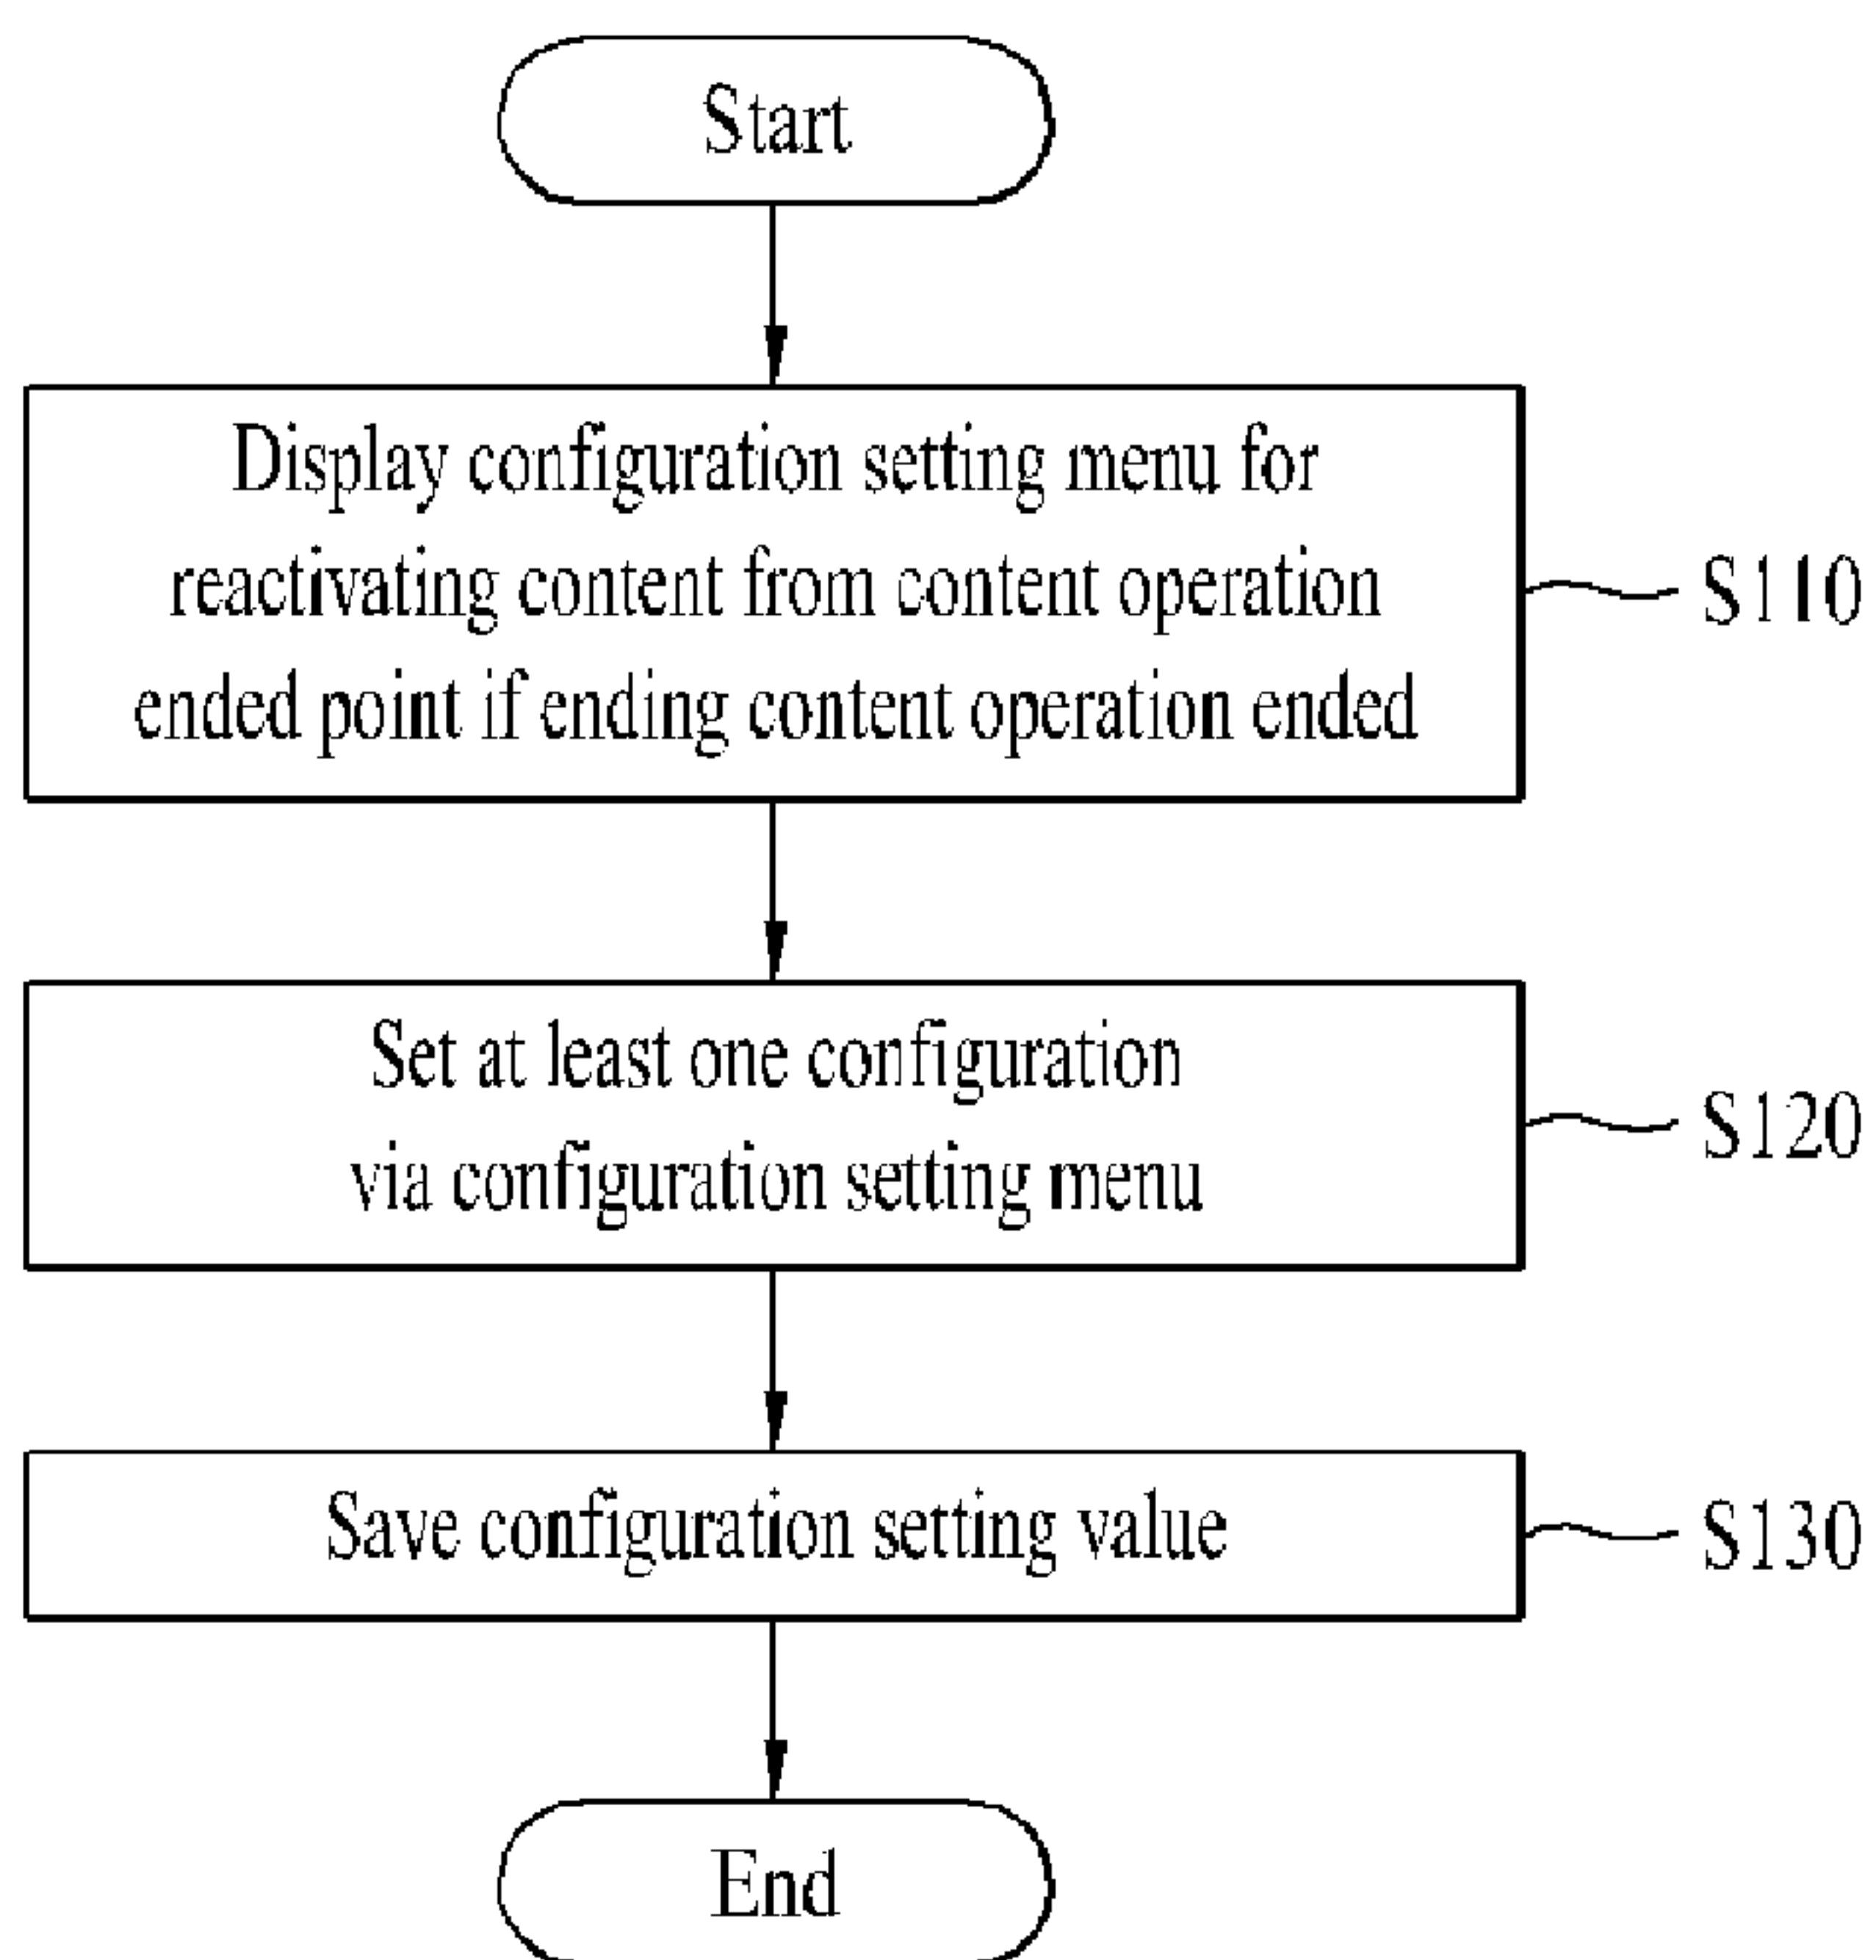 Start
Display configuration setting menu for
reactivating content from content operation
ended point if ending content operation ended
S110
Set at least one configuration
via configuration setting menu
S120
Save configuration setting value
S130
End